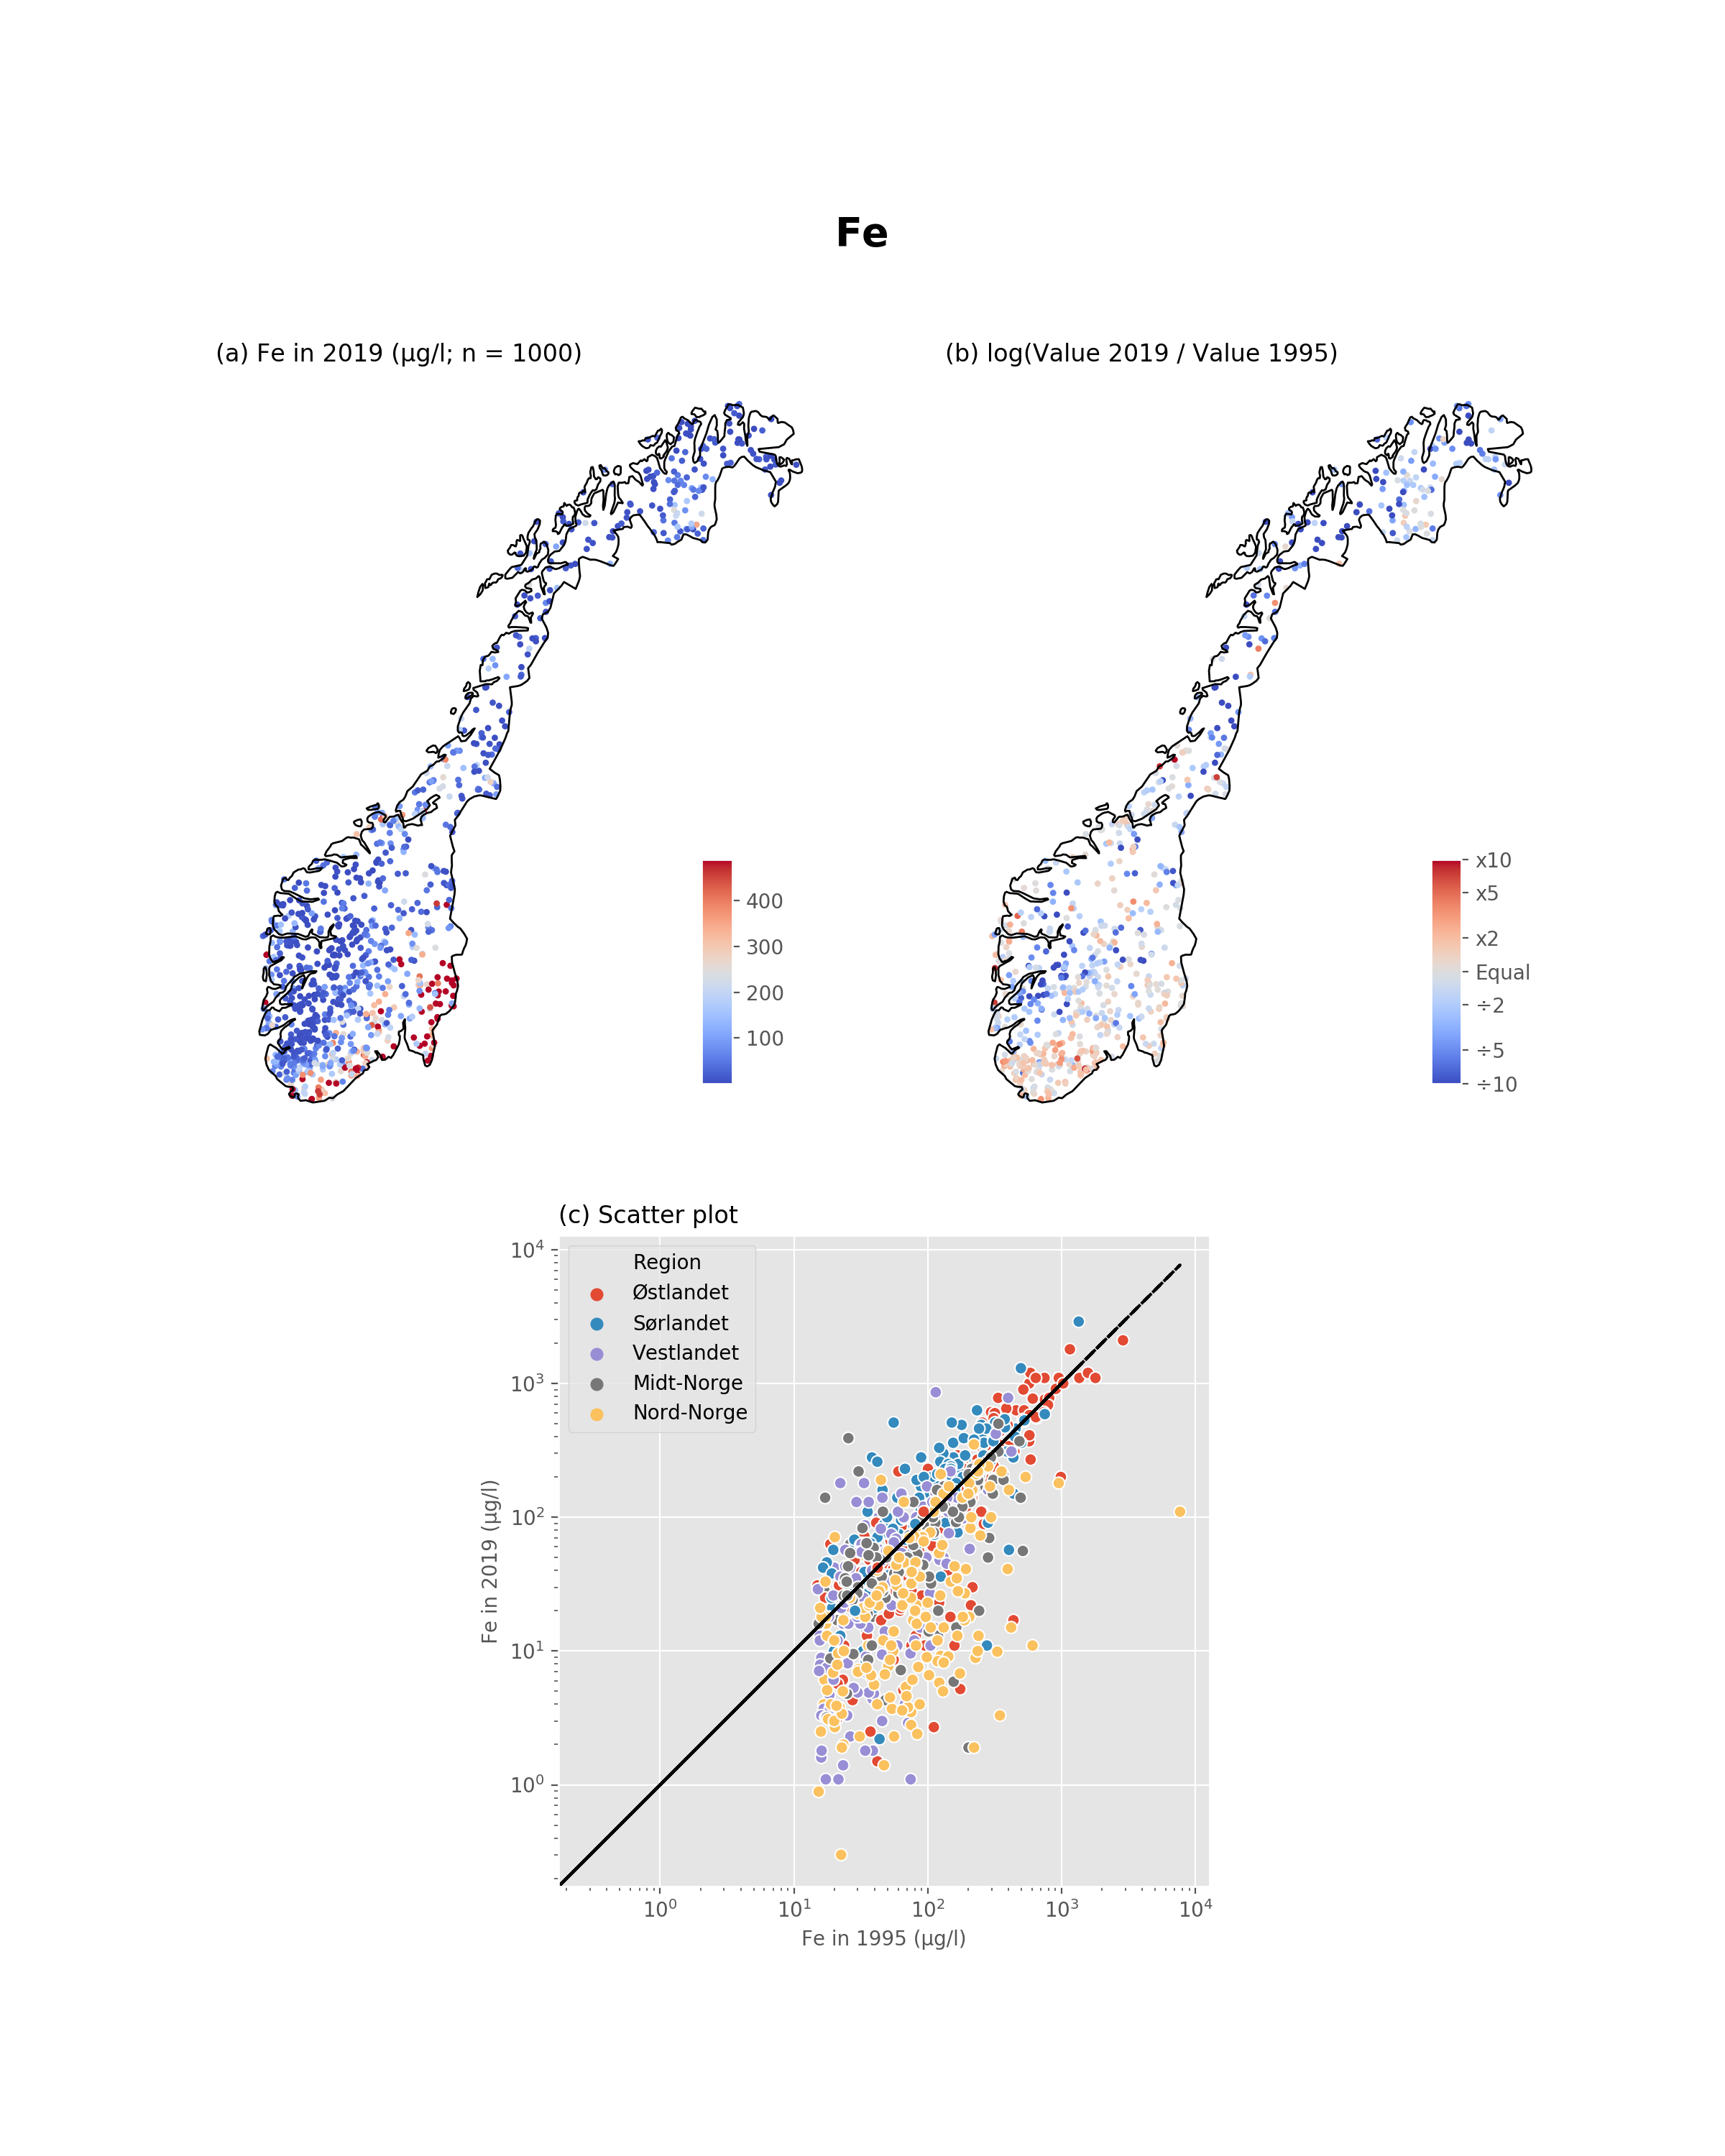 Fe
(a) Fe in 2019 (µg/l; n = 1000)
(b) log(Value 2019 / Value 1995)
400
300
200
100
x10
x5
x2
Equal
÷2
÷5
÷10
(c) Scatter plot
Region
Østlandet
Sørlandet
Vestlandet
Midt-Norge
Nord-Norge
10⁴
10³
10²
10¹
10⁰
Fe in 2019 (µg/l)
10⁰ 10¹ 10² 10³ 10⁴
Fe in 1995 (µg/l)